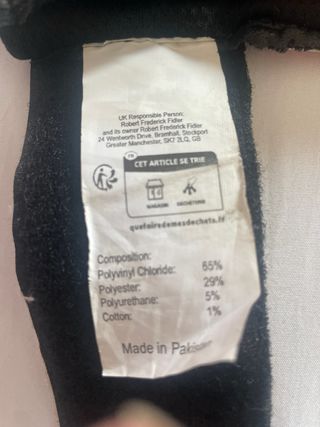 UK Responsible Person:
Robert Frederick Fidler
and its owner Robert Frederick Fidler
24 Wentworth Drive, Bramhall, Stockport
Greater Manchester, SK7 2LQ, GB
FR
CET ARTICLE SE TRIE
MAGASIN DÉCHÈTERIE
quefairedemesdechets.fr
Composition:
Polyvinyl Chloride: 65%
Polyester: 29%
Polyurethane: 5%
Cotton: 1%
Made in Pakistan